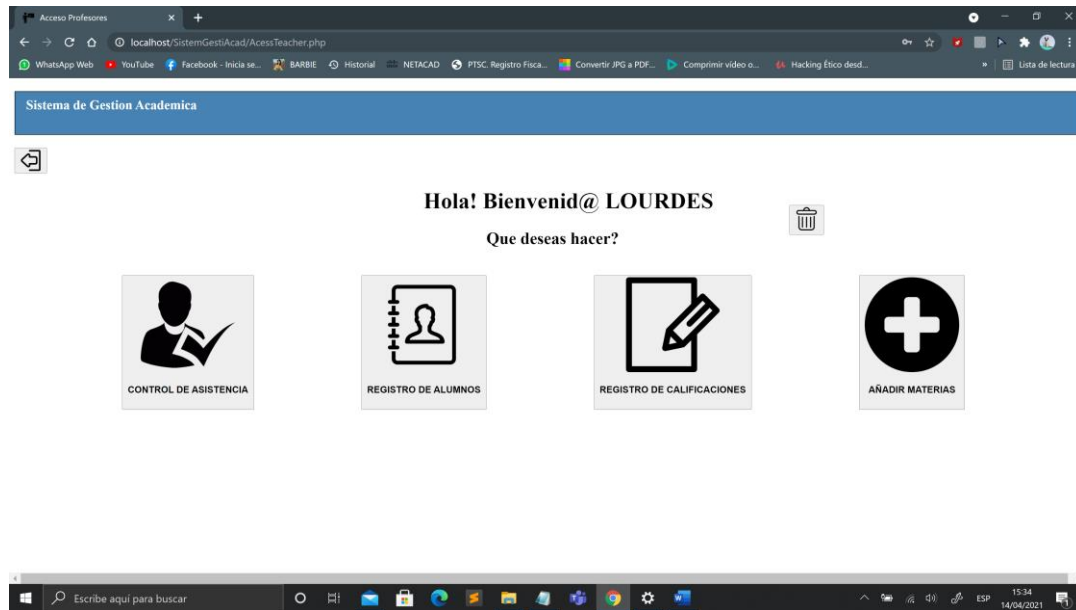 Acceso Profesores
localhost/SistemGestiAcad/AcessTeacher.php
WhatsApp Web YouTube Facebook - Inicia se... BARBIE Historial NETACAD PTSC. Registro Fisca... Convertir JPG a PDF... Comprimir vídeo o... Hacking Ético desd... » Lista de lectura
Sistema de Gestion Academica
Hola! Bienvenid@ LOURDES
Que deseas hacer?
CONTROL DE ASISTENCIA REGISTRO DE ALUMNOS REGISTRO DE CALIFICACIONES AÑADIR MATERIAS
Escribe aquí para buscar ESP 15:34
14/04/2021